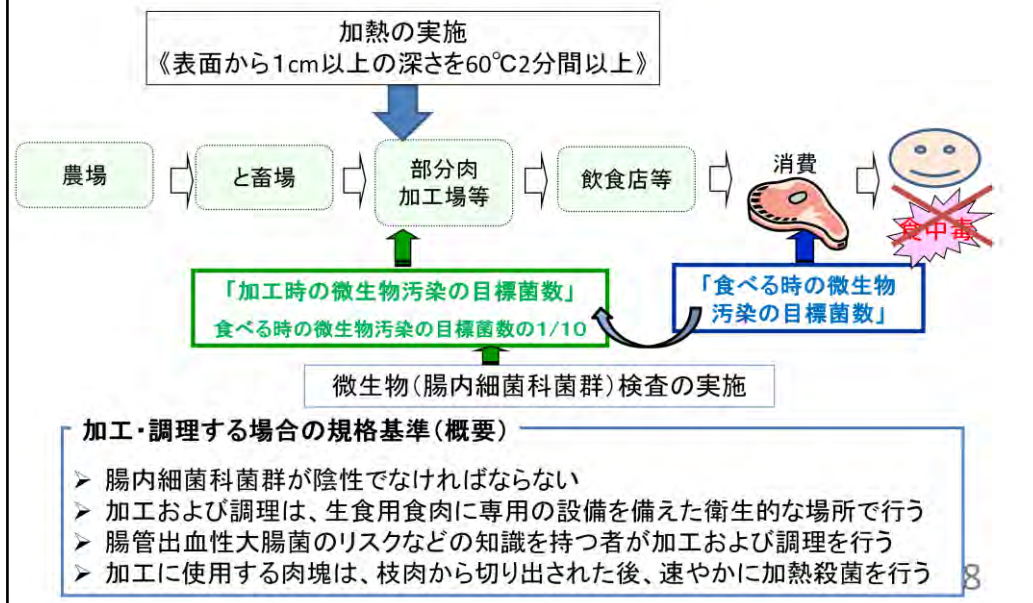 加熱の実施
《表面から1cm以上の深さを60℃2分間以上》
農場
と畜場
部分肉
加工場等
飲食店等
消費
食中毒
「加工時の微生物汚染の目標菌数」
食べる時の微生物汚染の目標菌数の1/10
「食べる時の微生物
汚染の目標菌数」
微生物(腸内細菌科菌群)検査の実施
加工・調理する場合の規格基準(概要)
➢ 腸内細菌科菌群が陰性でなければならない
➢ 加工および調理は、生食用食肉に専用の設備を備えた衛生的な場所で行う
➢ 腸管出血性大腸菌のリスクなどの知識を持つ者が加工および調理を行う
➢ 加工に使用する肉塊は、枝肉から切り出された後、速やかに加熱殺菌を行う
8